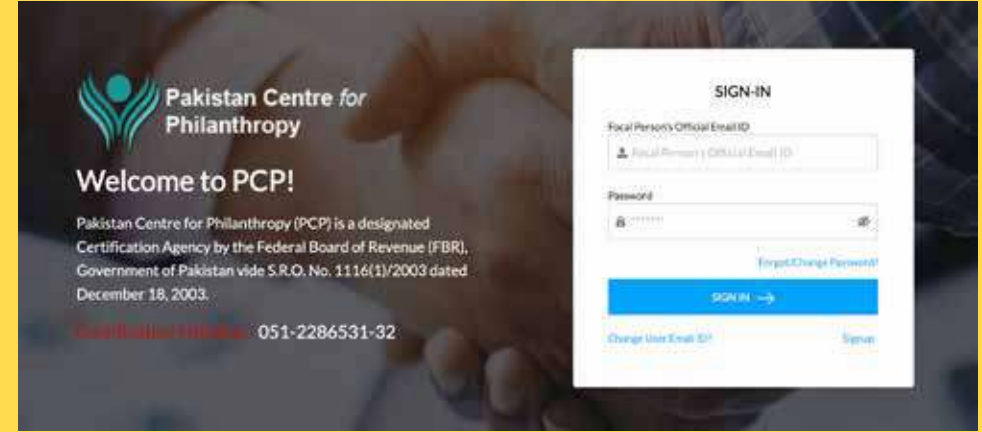 Pakistan Centre for
Philanthropy
Welcome to PCP!
Pakistan Centre for Philanthropy (PCP) is a designated
Certification Agency by the Federal Board of Revenue (FBR),
Government of Pakistan vide S.R.O. No. 1116(1)/2003 dated
December 18, 2003.
051-2286531-32
SIGN-IN
Focal Person's Official Email ID
Focal Person's Official Email ID
Password
Forgot/Change Password?
SIGN IN
Change User Email ID?
Signup